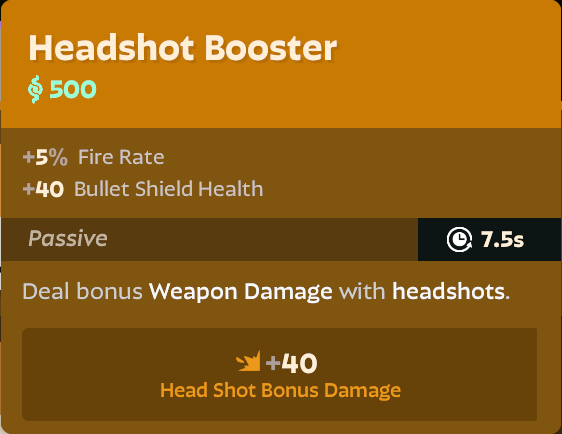 Headshot Booster
500
+5% Fire Rate
+40 Bullet Shield Health
Passive 7.5s
Deal bonus Weapon Damage with headshots.
+40
Head Shot Bonus Damage